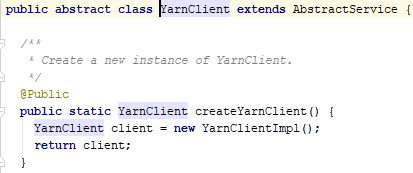 public abstract class YarnClient extends AbstractService {
/**
* Create a new instance of YarnClient.
*/
@Public
public static YarnClient createYarnClient() {
YarnClient client = new YarnClientImpl();
return client;
}